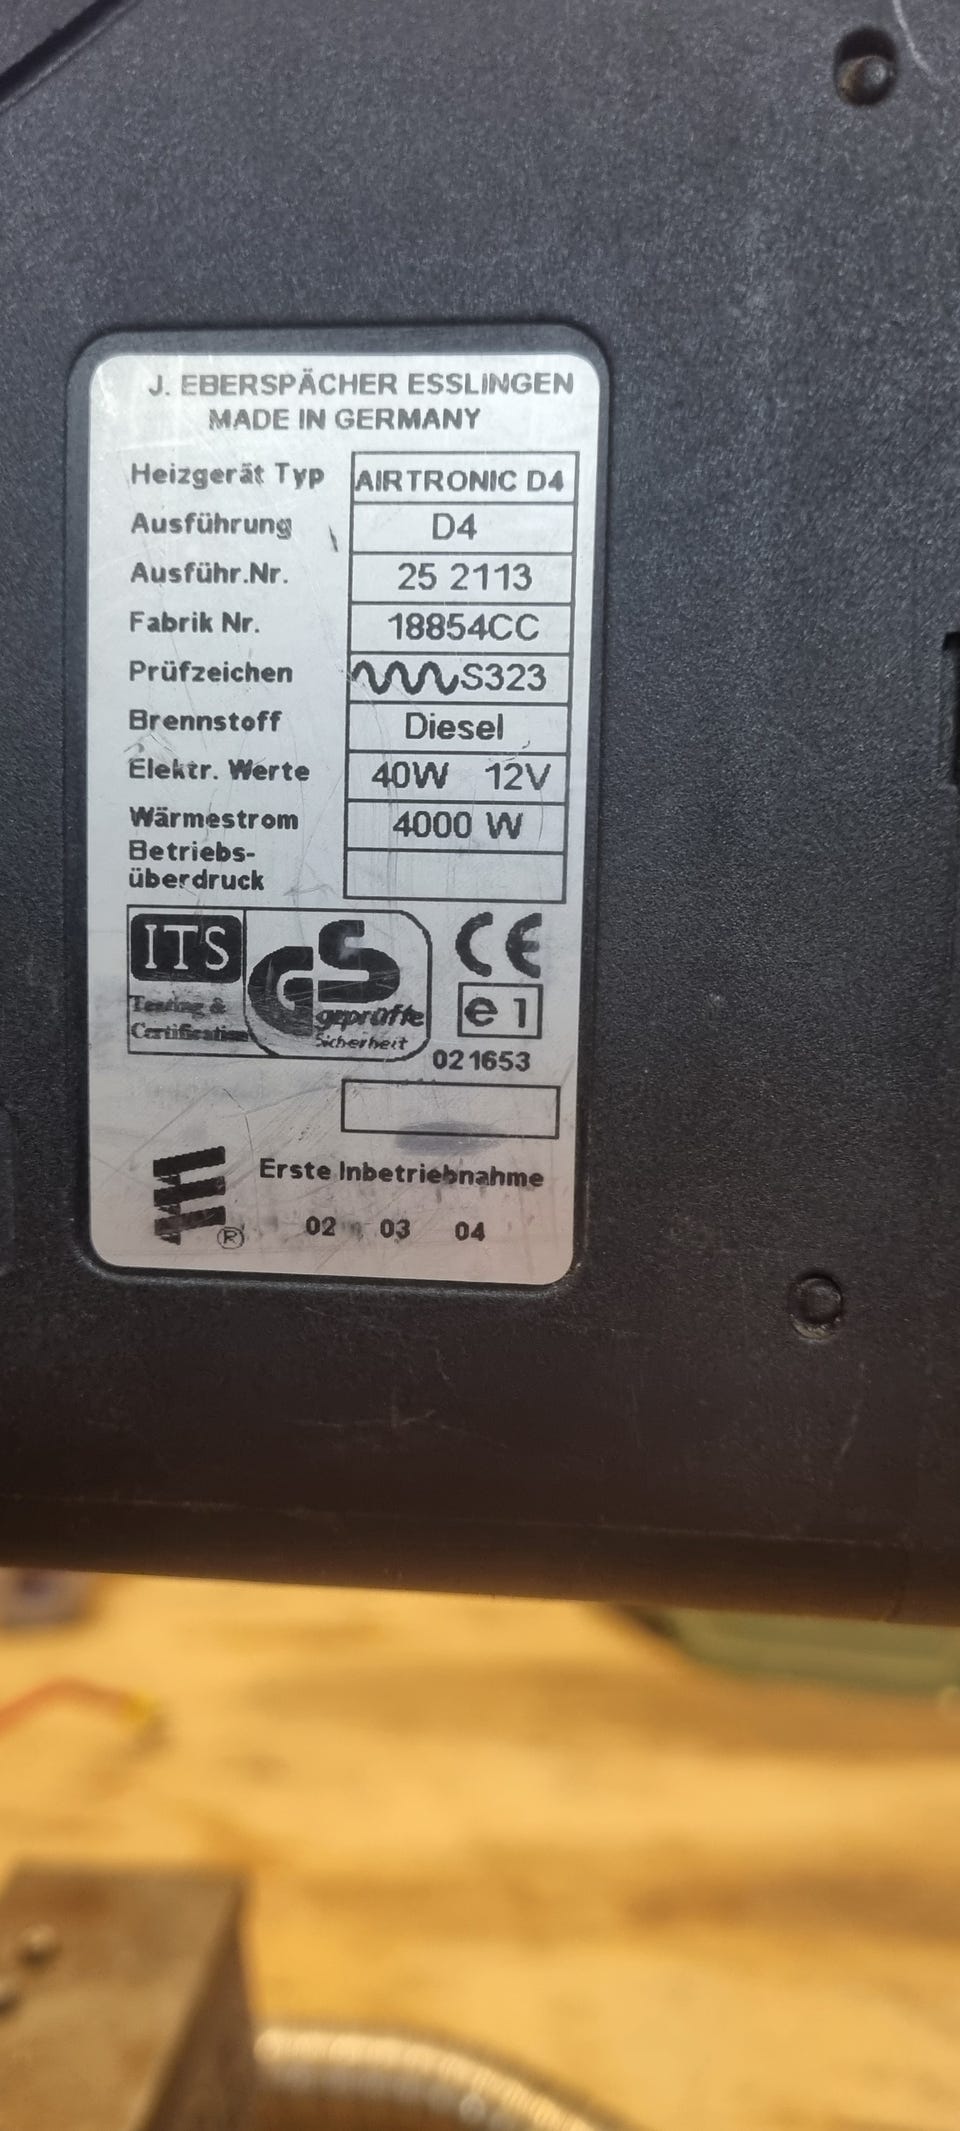 J. EBERSPÄCHER ESSLINGEN
MADE IN GERMANY
Heizgerät Typ AIRTRONIC D4
Ausführung D4
Ausführ.Nr. 25 2113
Fabrik Nr. 18854CC
Prüfzeichen S323
Brennstoff Diesel
Elektr. Werte 40W 12V
Wärmestrom 4000 W
Betriebs-
überdruck
ITS
Testing &
Certification
GS
geprüfte
Sicherheit
CE
e1
021653
Erste Inbetriebnahme
02 03 04
®